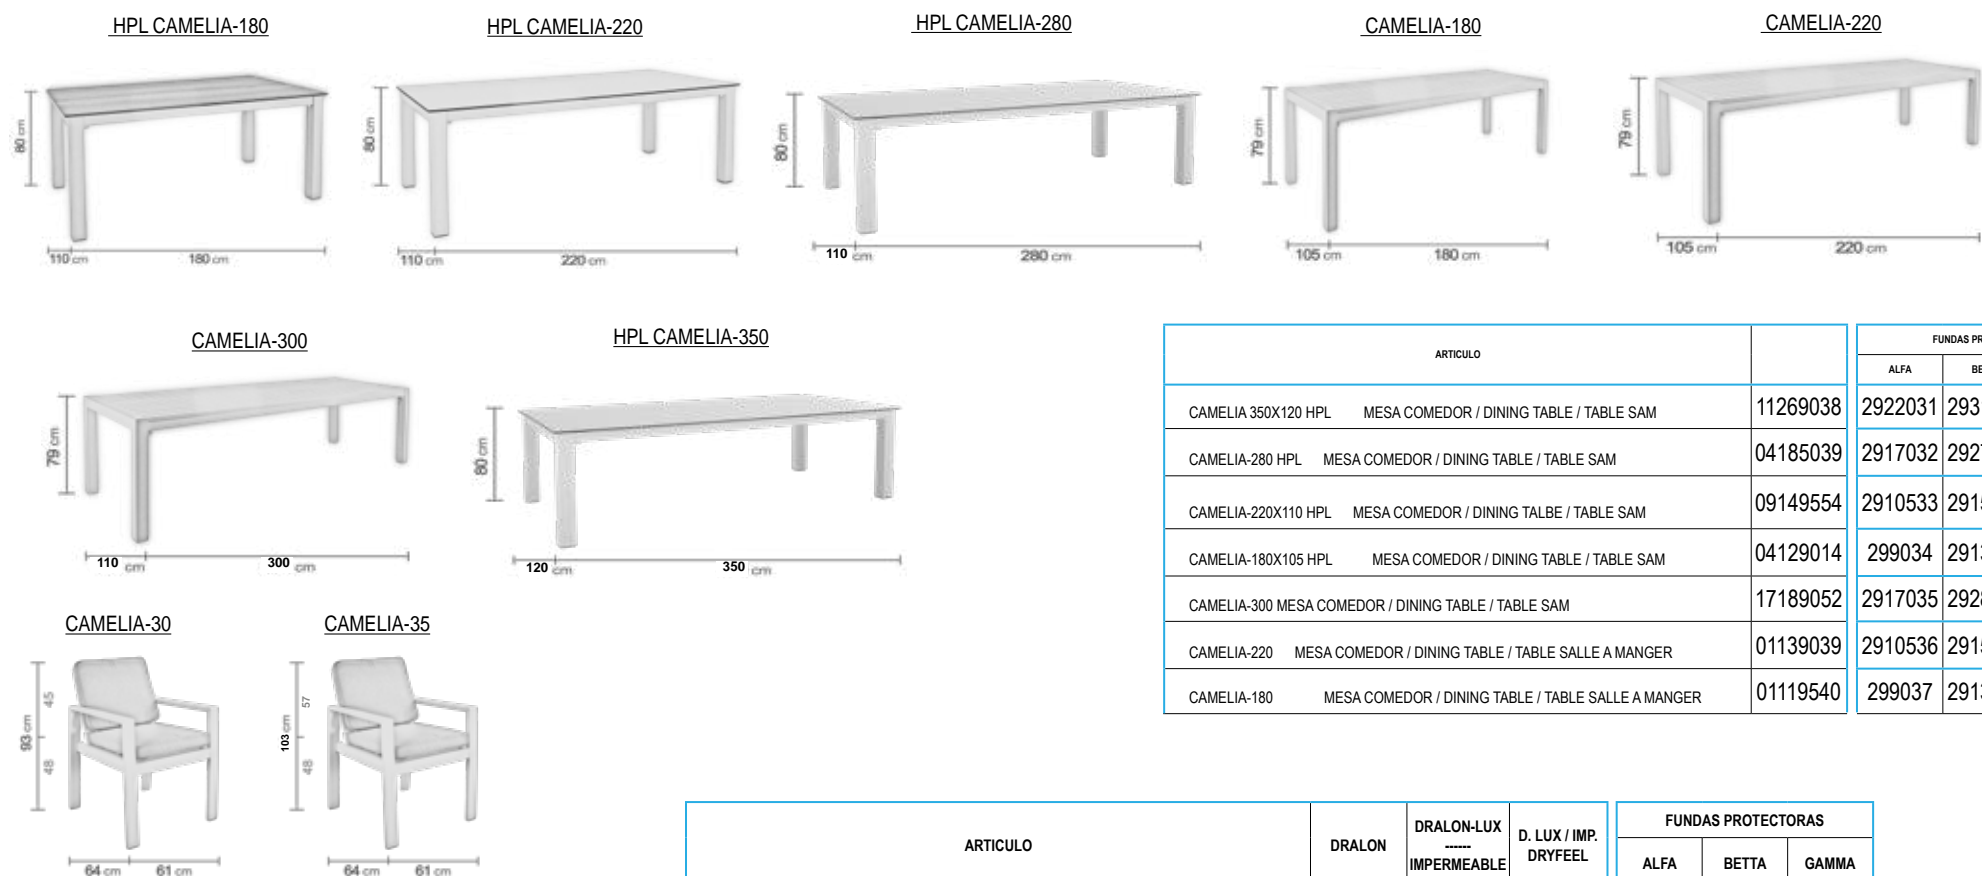 HPL CAMELIA-180
HPL CAMELIA-220
HPL CAMELIA-280
CAMELIA-180
CAMELIA-220
80 cm
110 cm
180 cm
80 cm
110 cm
220 cm
80 cm
110 cm
280 cm
79 cm
105 cm
180 cm
79 cm
105 cm
220 cm
CAMELIA-300
HPL CAMELIA-350
79 cm
110 cm
300 cm
80 cm
120 cm
350 cm
ARTICULO
ALFA
CAMELIA 350X120 HPL MESA COMEDOR / DINING TABLE / TABLE SAM 11269038 2922031
CAMELIA-280 HPL MESA COMEDOR / DINING TABLE / TABLE SAM 04185039 2917032
CAMELIA-220X110 HPL MESA COMEDOR / DINING TALBE / TABLE SAM 09149554 2910533
CAMELIA-180X105 HPL MESA COMEDOR / DINING TABLE / TABLE SAM 04129014 299034
CAMELIA-300 MESA COMEDOR / DINING TABLE / TABLE SAM 17189052 2917035
CAMELIA-220 MESA COMEDOR / DINING TABLE / TABLE SALLE A MANGER 01139039 2910536
CAMELIA-180 MESA COMEDOR / DINING TABLE / TABLE SALLE A MANGER 01119540 299037
CAMELIA-30
CAMELIA-35
93 cm
45
48
64 cm
61 cm
103 cm
57
48
64 cm
61 cm
ARTICULO
DRALON
DRALON-LUX
------
IMPERMEABLE
D. LUX / IMP.
DRYFEEL
FUNDAS PROTECTORAS
ALFA BETTA GAMMA